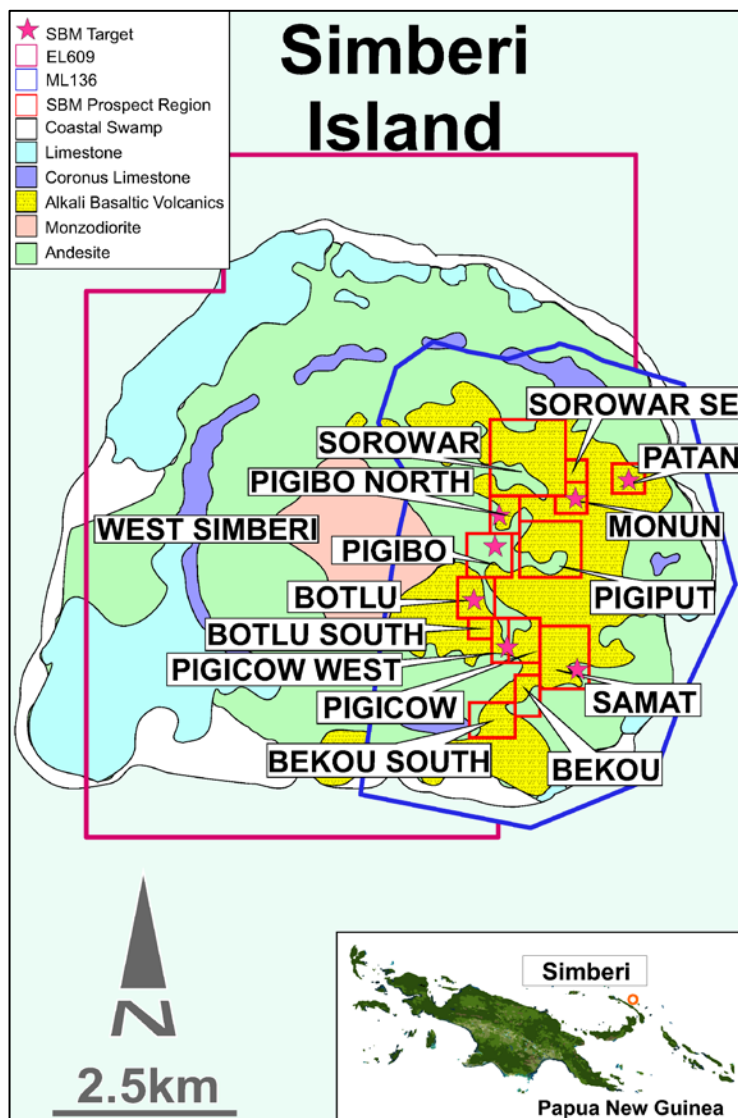 Simberi
Island
SBM Target
EL609
ML136
SBM Prospect Region
Coastal Swamp
Limestone
Coronus Limestone
Alkali Basaltic Volcanics
Monzodiorite
Andesite
SOROWAR SE
SOROWAR
PATAN
PIGIBO NORTH
MONUN
WEST SIMBERI
PIGIBO
PIGIPUT
BOTLU
BOTLU SOUTH
PIGICOW WEST
SAMAT
PIGICOW
BEKOU SOUTH
BEKOU
N
2.5km
Simberi
Papua New Guinea